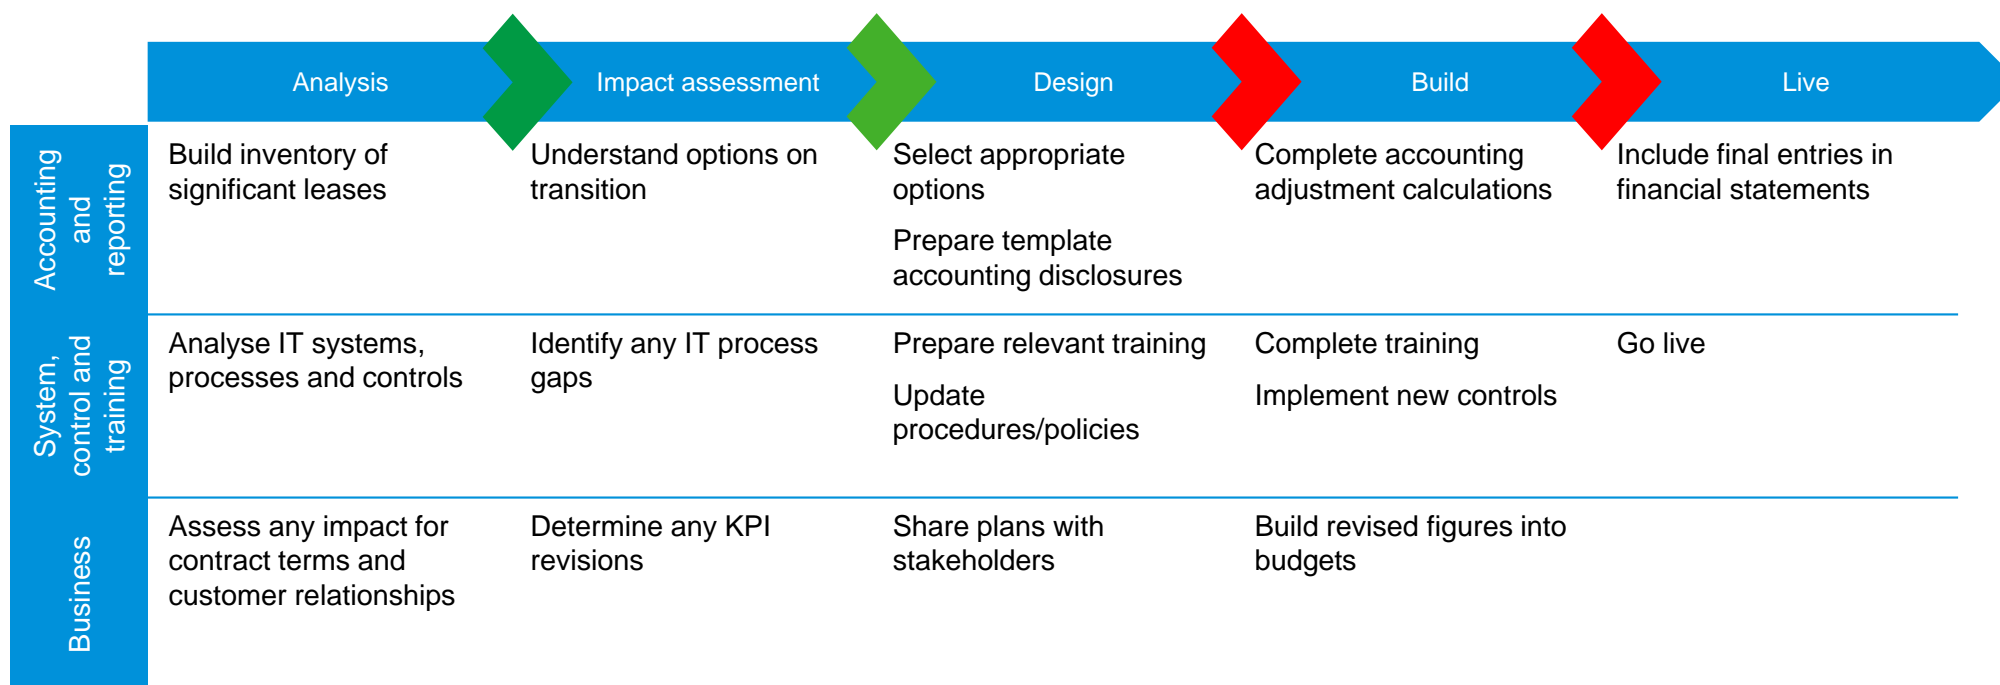 Analysis
Impact assessment
Design
Build
Live
Accounting
and
reporting
Build inventory of
significant leases
Understand options on
transition
Select appropriate
options
Prepare template
accounting disclosures
Complete accounting
adjustment calculations
Include final entries in
financial statements
System,
control and
training
Analyse IT systems,
processes and controls
Identify any IT process
gaps
Prepare relevant training
Update
procedures/policies
Complete training
Implement new controls
Go live
Business
Assess any impact for
contract terms and
customer relationships
Determine any KPI
revisions
Share plans with
stakeholders
Build revised figures into
budgets